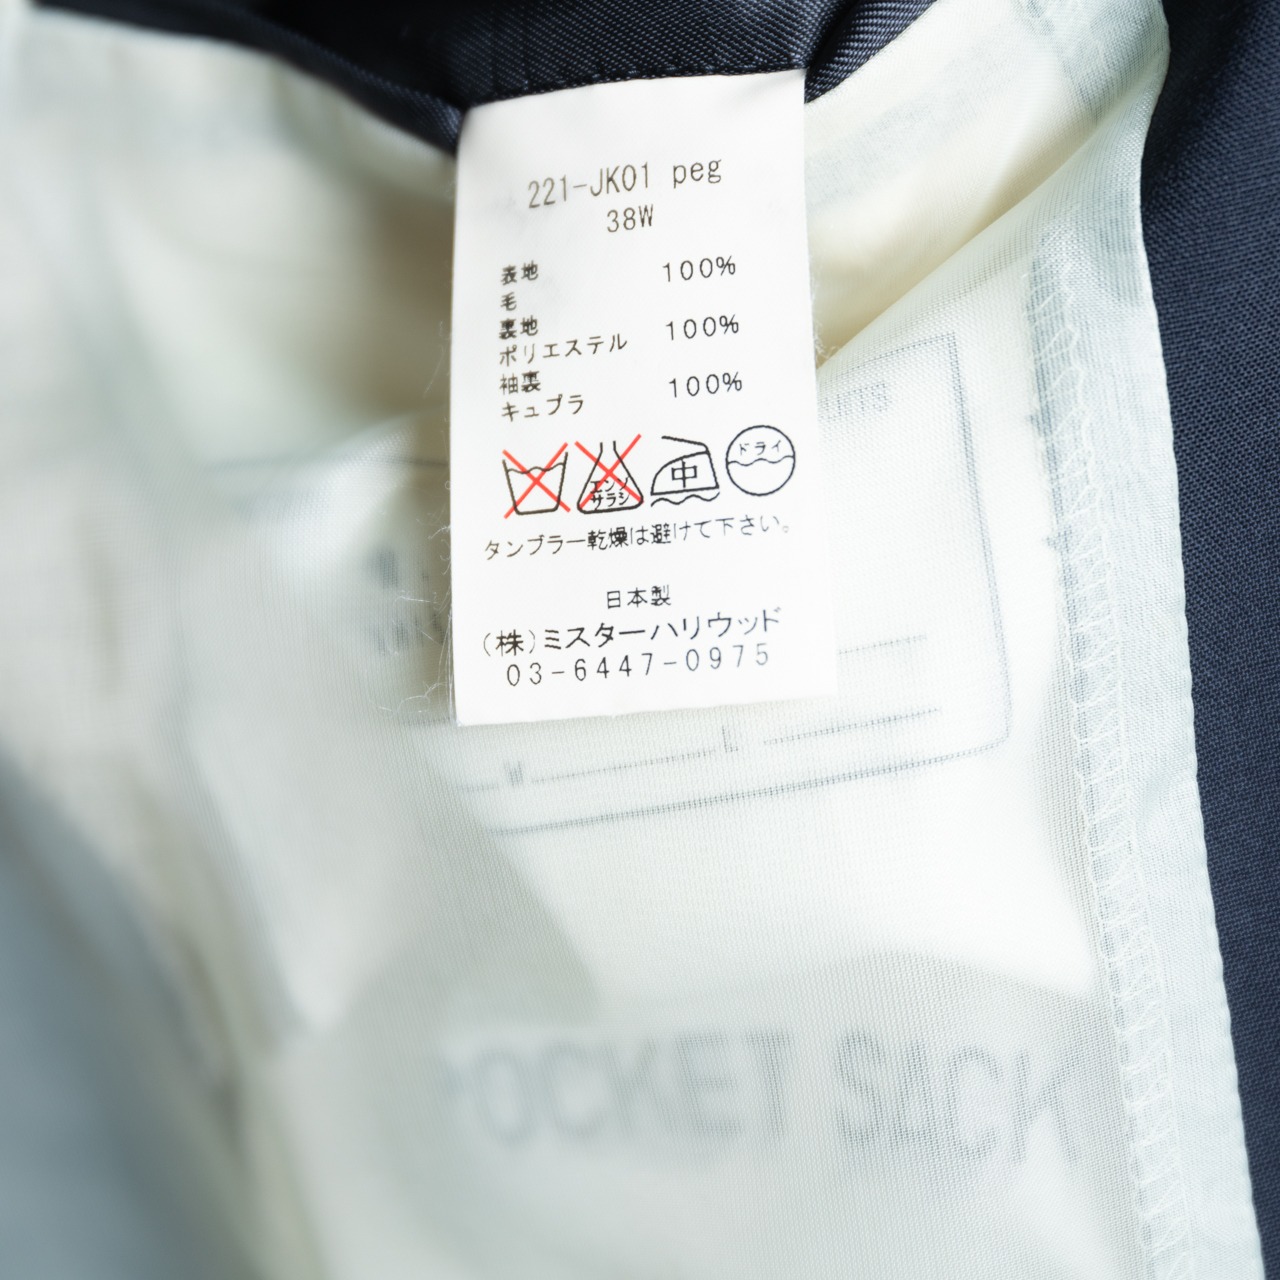 221-JK01 peg
38W
表地 100%
毛
裏地 100%
ポリエステル
袖裏 100%
キュプラ
エンソ
サラシ
中
ドライ
タンブラー乾燥は避けて下さい。
日本製
(株)ミスターハリウッド
03-6447-0975
W L
POCKET SACK